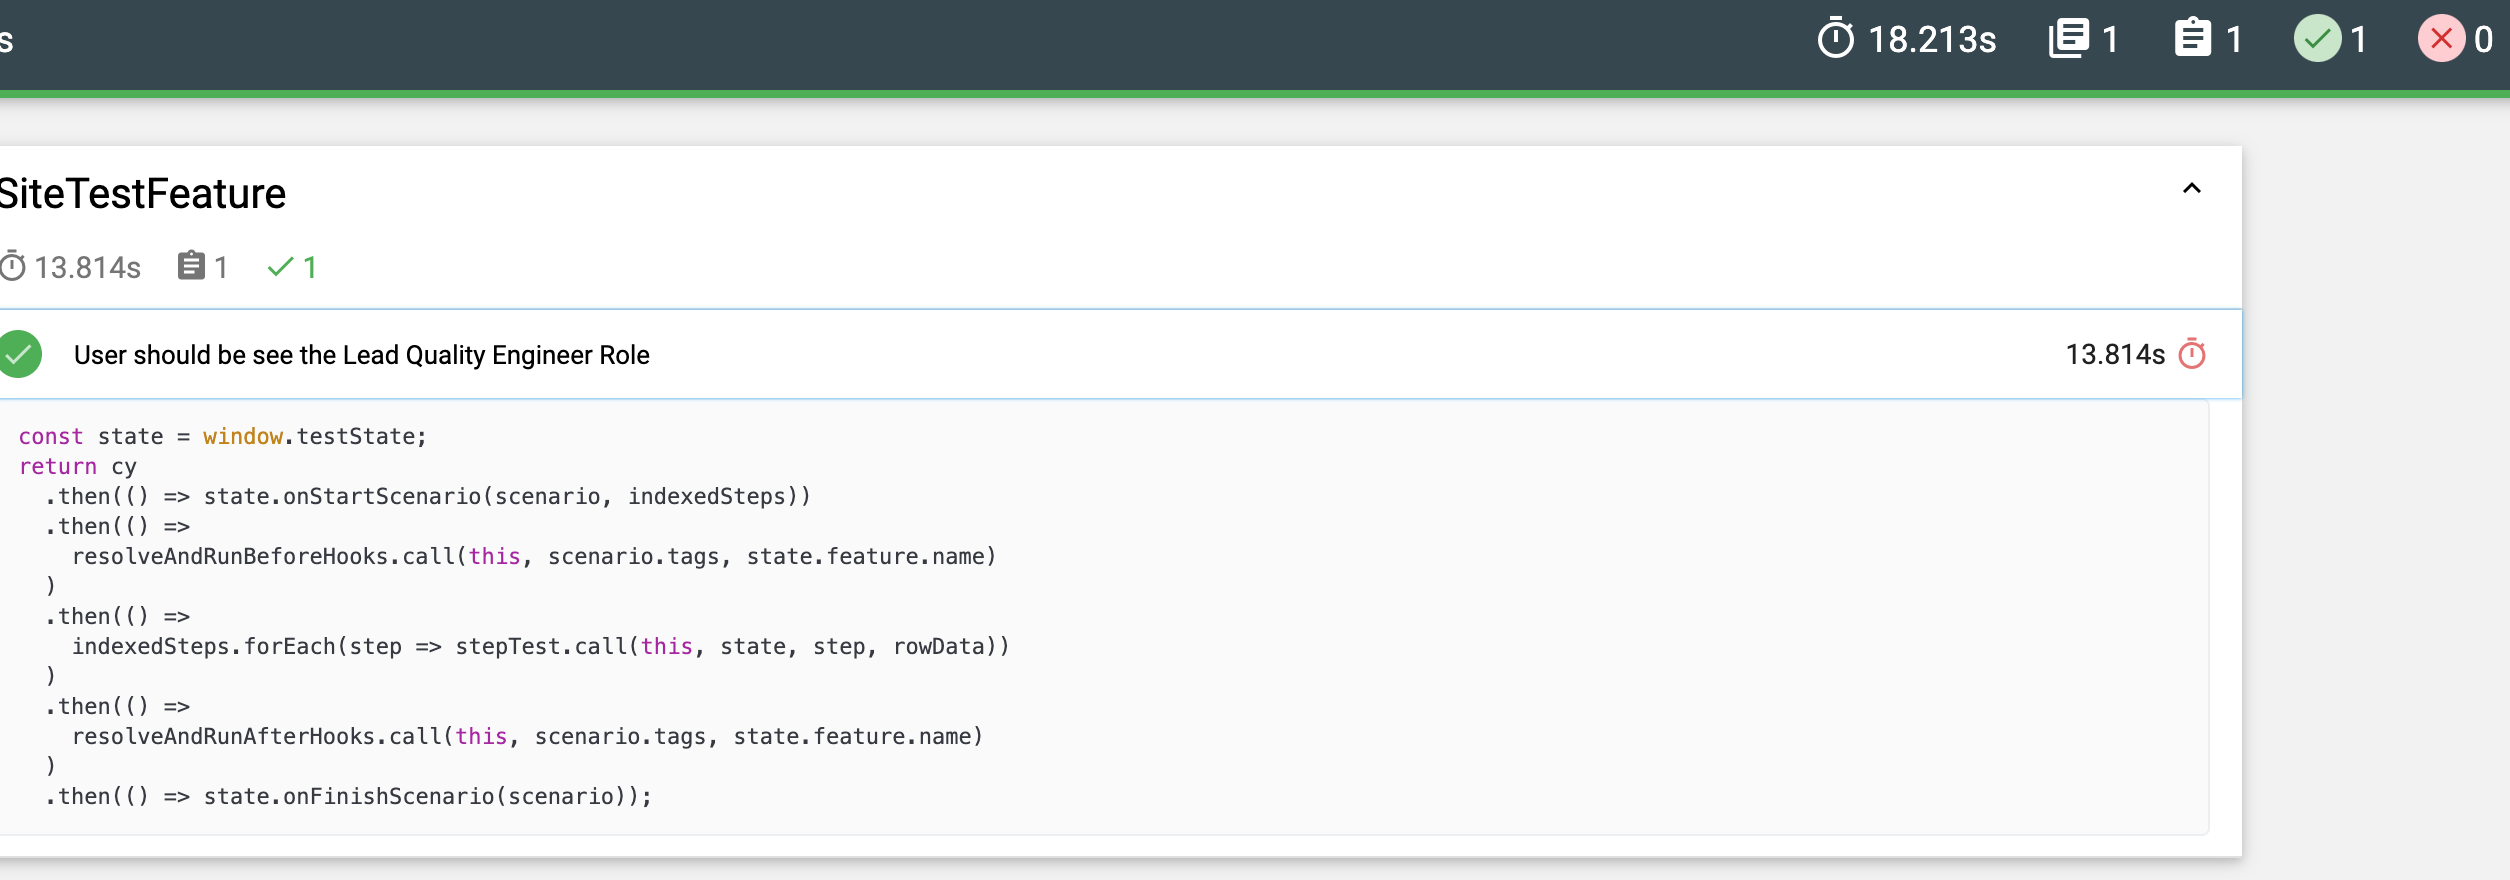 s 18.213s 1 1 1 0
SiteTestFeature
13.814s 1 1
User should be see the Lead Quality Engineer Role 13.814s
const state = window.testState;
return cy
.then(() => state.onStartScenario(scenario, indexedSteps))
.then(() =>
resolveAndRunBeforeHooks.call(this, scenario.tags, state.feature.name)
)
.then(() =>
indexedSteps.forEach(step => stepTest.call(this, state, step, rowData))
)
.then(() =>
resolveAndRunAfterHooks.call(this, scenario.tags, state.feature.name)
)
.then(() => state.onFinishScenario(scenario));